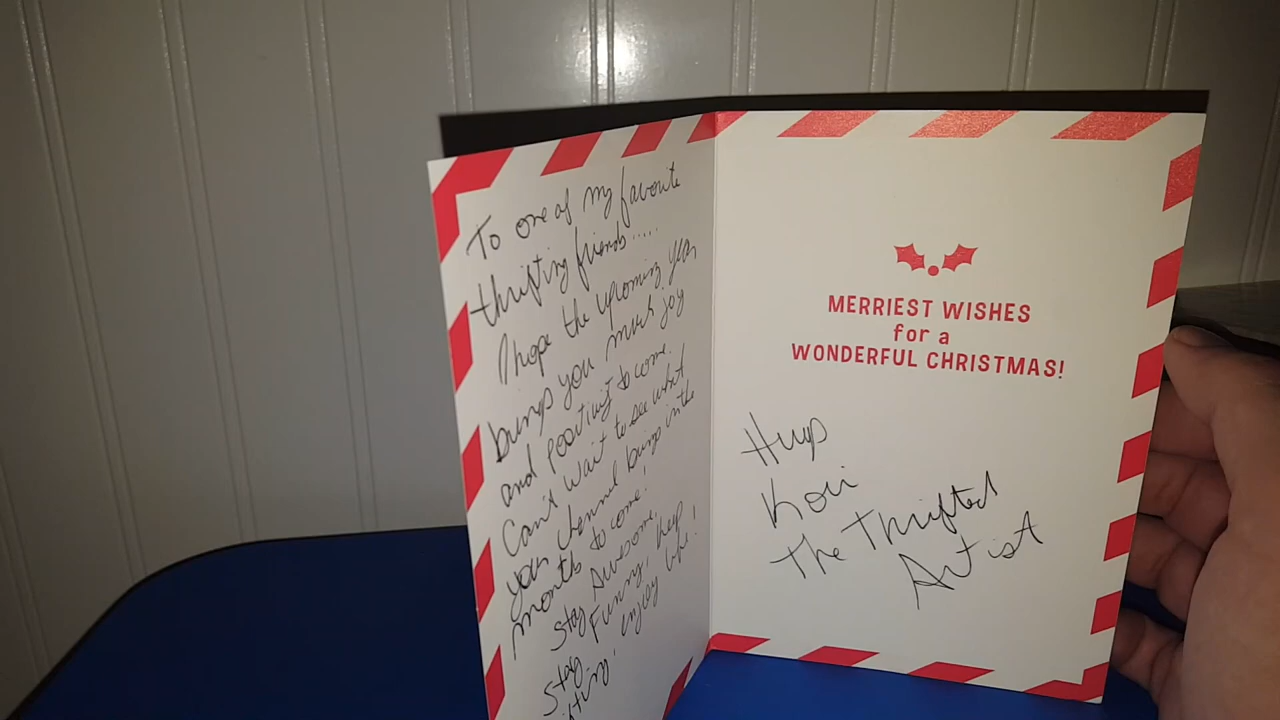 To one of my favorite
thrifting friends.....
I hope the upcoming year
brings you much joy
and positivity to come.
Can't wait to see what
your channel brings in the
months to come!
Stay Awesome,
Stay Funny, keep
enjoy life!
MERRIEST WISHES
for a
WONDERFUL CHRISTMAS!
Hugs
Kori
The Thrifted
Artist